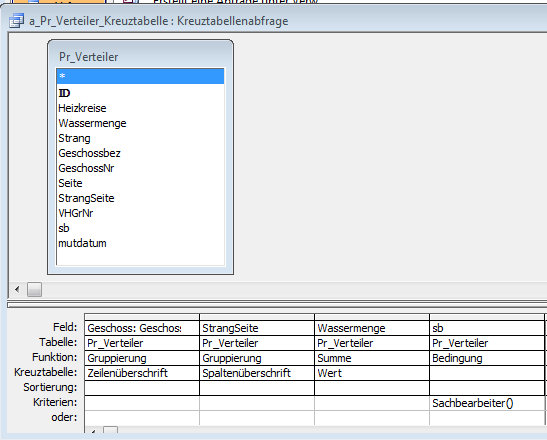 a_Pr_Verteiler_Kreuztabelle : Kreuztabellenabfrage
Pr_Verteiler
*
ID
Heizkreise
Wassermenge
Strang
Geschossbez
GeschossNr
Seite
StrangSeite
VHGrNr
sb
mutdatum
Feld: Geschoss: Geschos: StrangSeite Wassermenge sb
Tabelle: Pr_Verteiler Pr_Verteiler Pr_Verteiler Pr_Verteiler
Funktion: Gruppierung Gruppierung Summe Bedingung
Kreuztabelle: Zeilenüberschrift Spaltenüberschrift Wert
Sortierung:
Kriterien: Sachbearbeiter()
oder: